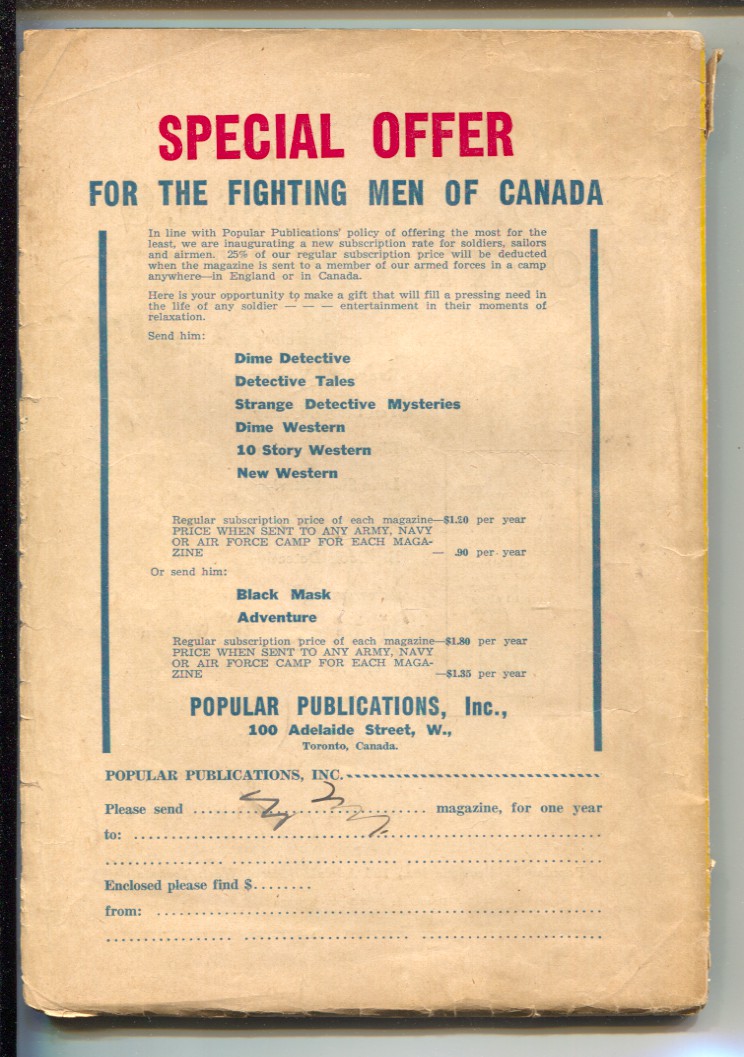 SPECIAL OFFER
FOR THE FIGHTING MEN OF CANADA
In line with Popular Publications' policy of offering the most for the
least, we are inaugurating a new subscription rate for soldiers, sailors
and airmen. 25% of our regular subscription price will be deducted
when the magazine is sent to a member of our armed forces in a camp
anywhere—in England or in Canada.
Here is your opportunity to make a gift that will fill a pressing need in
the life of any soldier — — — entertainment in their moments of
relaxation.
Send him:
Dime Detective
Detective Tales
Strange Detective Mysteries
Dime Western
10 Story Western
New Western
Regular subscription price of each magazine—$1.20 per year
PRICE WHEN SENT TO ANY ARMY, NAVY
OR AIR FORCE CAMP FOR EACH MAGA-
ZINE — .90 per year
Or send him:
Black Mask
Adventure
Regular subscription price of each magazine—$1.80 per year
PRICE WHEN SENT TO ANY ARMY, NAVY
OR AIR FORCE CAMP FOR EACH MAGA-
ZINE —$1.35 per year
POPULAR PUBLICATIONS, Inc.,
100 Adelaide Street, W.,
Toronto, Canada.
POPULAR PUBLICATIONS, INC.
Please send ........................................ magazine, for one year
to: ................................................................................
................................................................................
Enclosed please find $........
from: ................................................................................
................................................................................